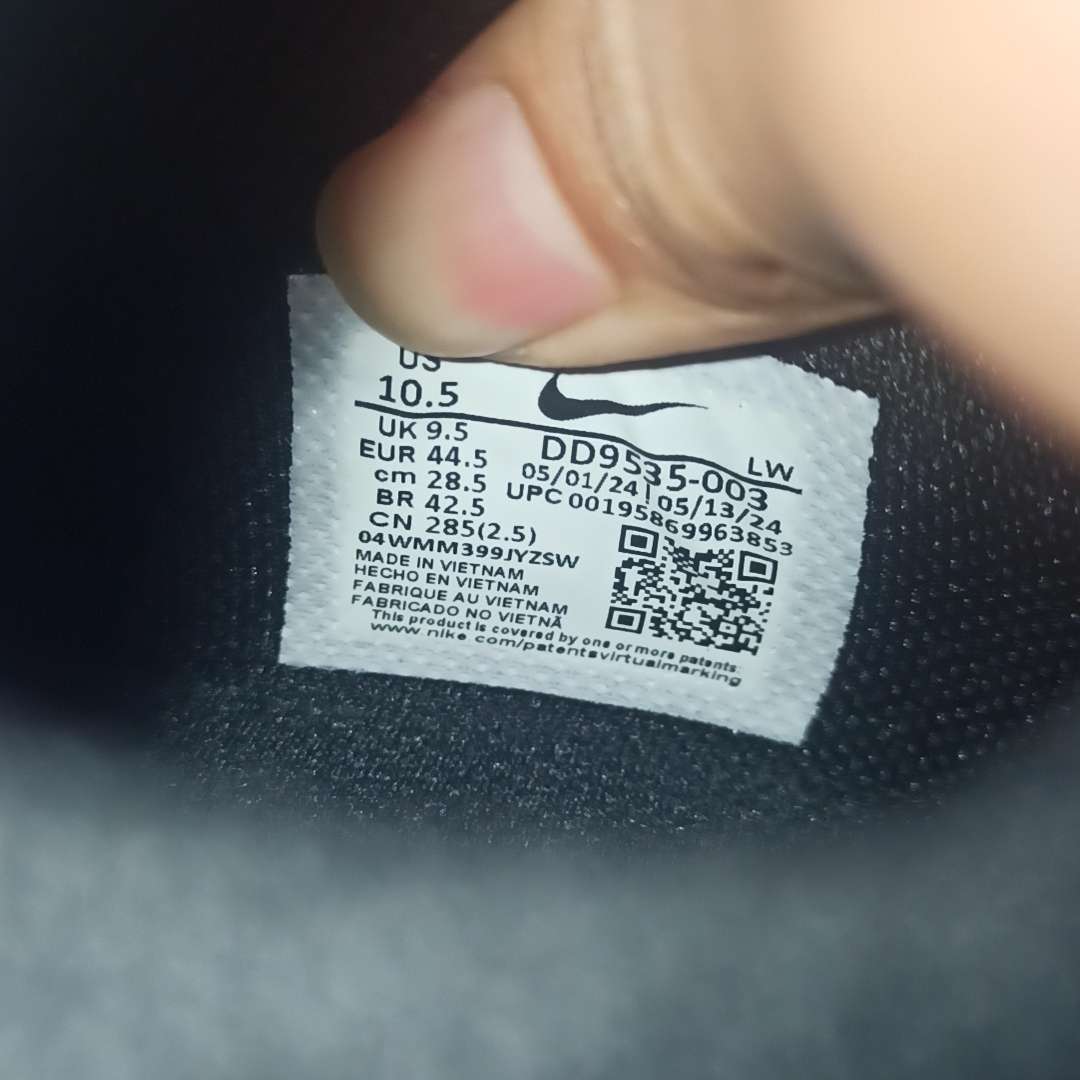 US
10.5
UK 9.5
EUR 44.5
cm 28.5
BR 42.5
CN 285(2.5)
04WMM399JYZSW
MADE IN VIETNAM
HECHO EN VIETNAM
FABRIQUE AU VIETNAM
FABRICADO NO VIETNÃ
This product is covered by one or more patents:
www.nike.com/patentsvirtualmarking
LW
DD9535-003
05/01/24 | 05/13/24
UPC 00195869963853